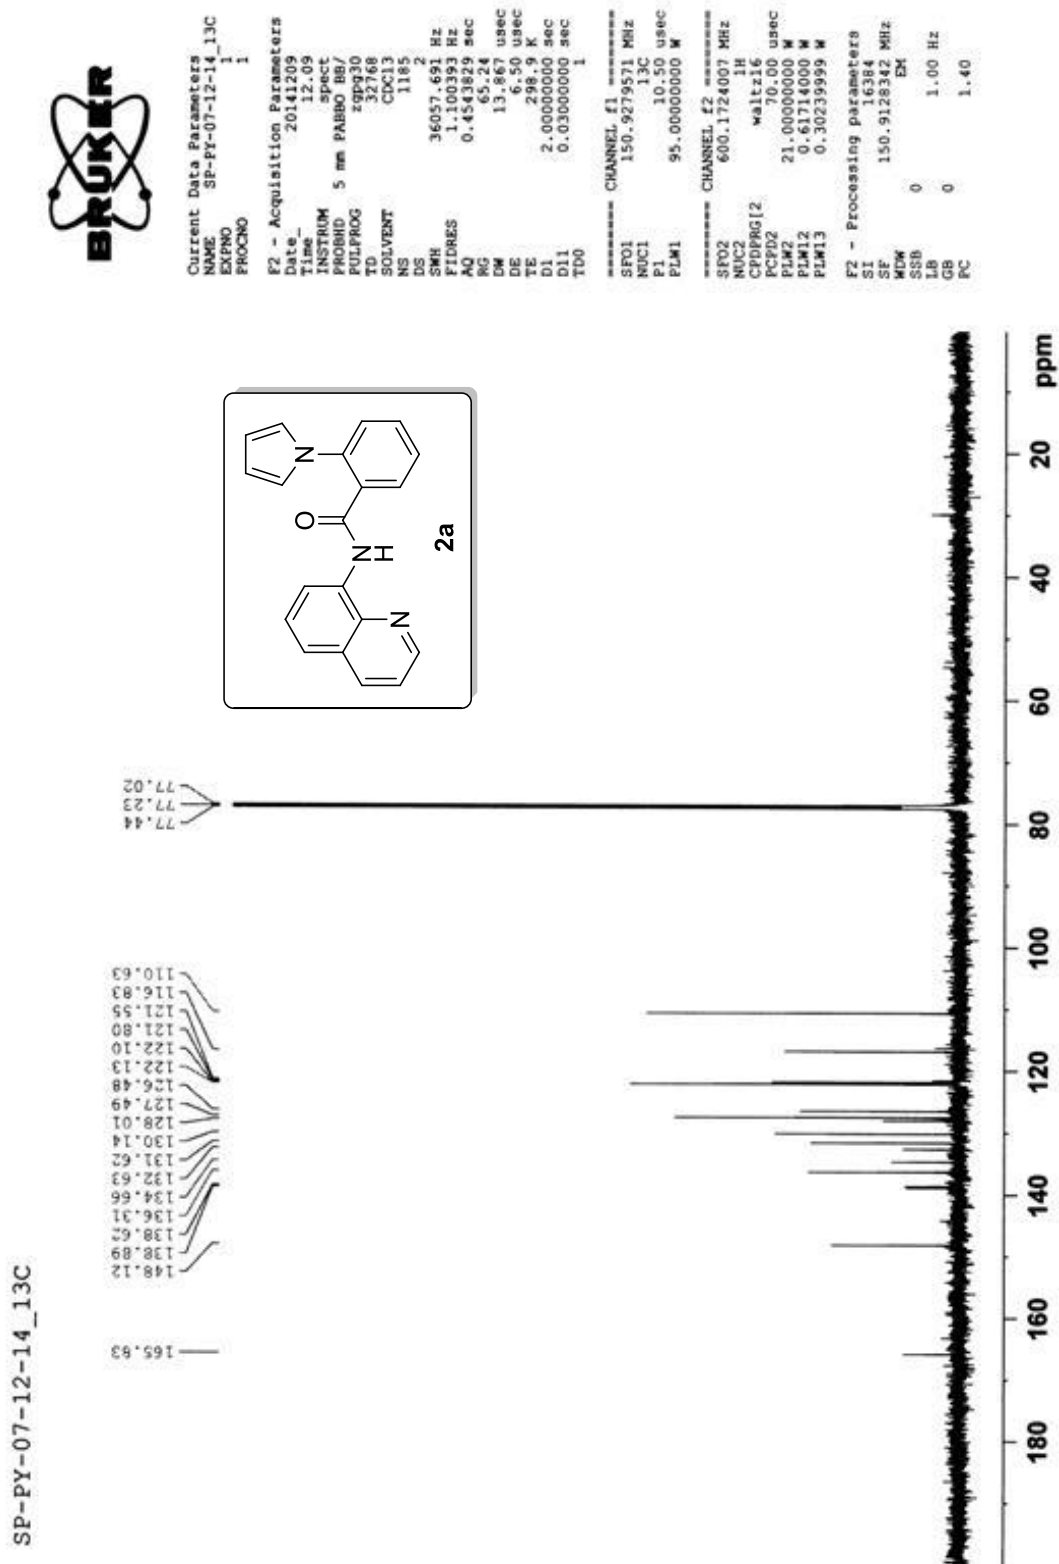 SP-PY-07-12-14_13C
165.93
148.12
138.89
138.62
136.31
134.66
132.63
131.62
130.14
128.01
127.49
126.48
122.13
122.10
121.80
121.55
116.83
110.63
77.44
77.23
77.02
O
N
N
H
N
2a
180
160
140
120
100
80
60
40
20
ppm
BRUKER
Current Data Parameters
NAME SP-PY-07-12-14_13C
EXPNO 1
PROCNO 1
F2 - Acquisition Parameters
Date_ 20141209
Time 12.09
INSTRUM spect
PROBHD 5 mm PABBO BB/
PULPROG zgpg30
TD 32768
SOLVENT CDCl3
NS 1185
DS 2
SWH 36057.691 Hz
FIDRES 1.100393 Hz
AQ 0.4543829 sec
RG 65.24
DW 13.867 usec
DE 6.50 usec
TE 298.9 K
D1 2.00000000 sec
D11 0.03000000 sec
TD0 1
======== CHANNEL f1 ========
SFO1 150.9279571 MHz
NUC1 13C
P1 10.50 usec
PLW1 95.00000000 W
======== CHANNEL f2 ========
SFO2 600.1724007 MHz
NUC2 1H
CPDPRG[2 waltz16
PCPD2 70.00 usec
PLW2 21.00000000 W
PLW12 0.61714000 W
PLW13 0.30239999 W
F2 - Processing parameters
SI 16384
SF 150.9128342 MHz
WDW EM
SSB 0
LB 1.00 Hz
GB 0
PC 1.40